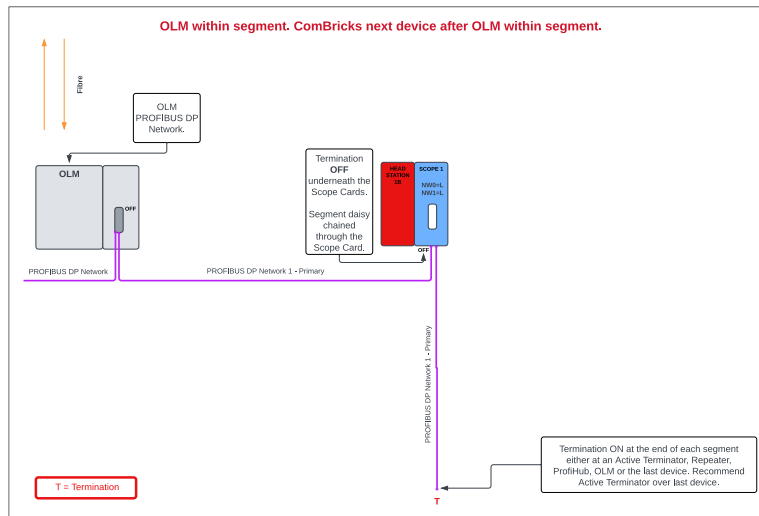 OLM within segment. ComBricks next device after OLM within segment.
Fibre
OLM
PROFIBUS DP
Network.
OLM
OFF
Termination
OFF
underneath the
Scope Cards.
Segment daisy
chained
through the
Scope Card.
HEAD
STATION
1B
SCOPE 1
NW0=L
NW1=L
OFF
PROFIBUS DP Network
PROFIBUS DP Network 1 - Primary
PROFIBUS DP Network 1 - Primary
Termination ON at the end of each segment
either at an Active Terminator, Repeater,
ProfiHub, OLM or the last device. Recommend
Active Terminator over last device.
T = Termination
T